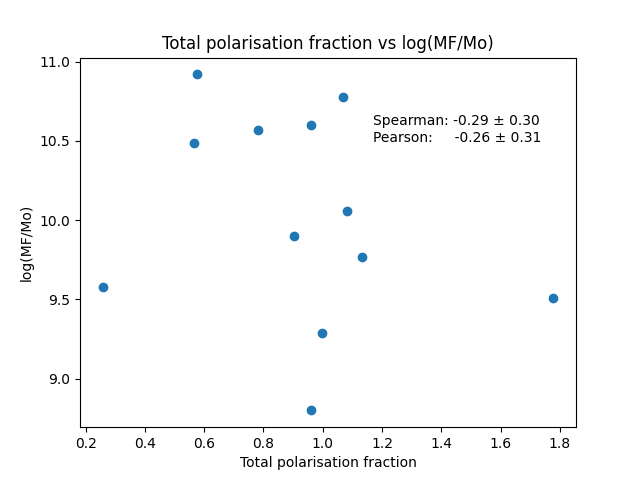 Total polarisation fraction vs log(MF/Mo)
11.0
10.5
10.0
9.5
9.0
log(MF/Mo)
Spearman: -0.29 ± 0.30
Pearson: -0.26 ± 0.31
0.2 0.4 0.6 0.8 1.0 1.2 1.4 1.6 1.8
Total polarisation fraction